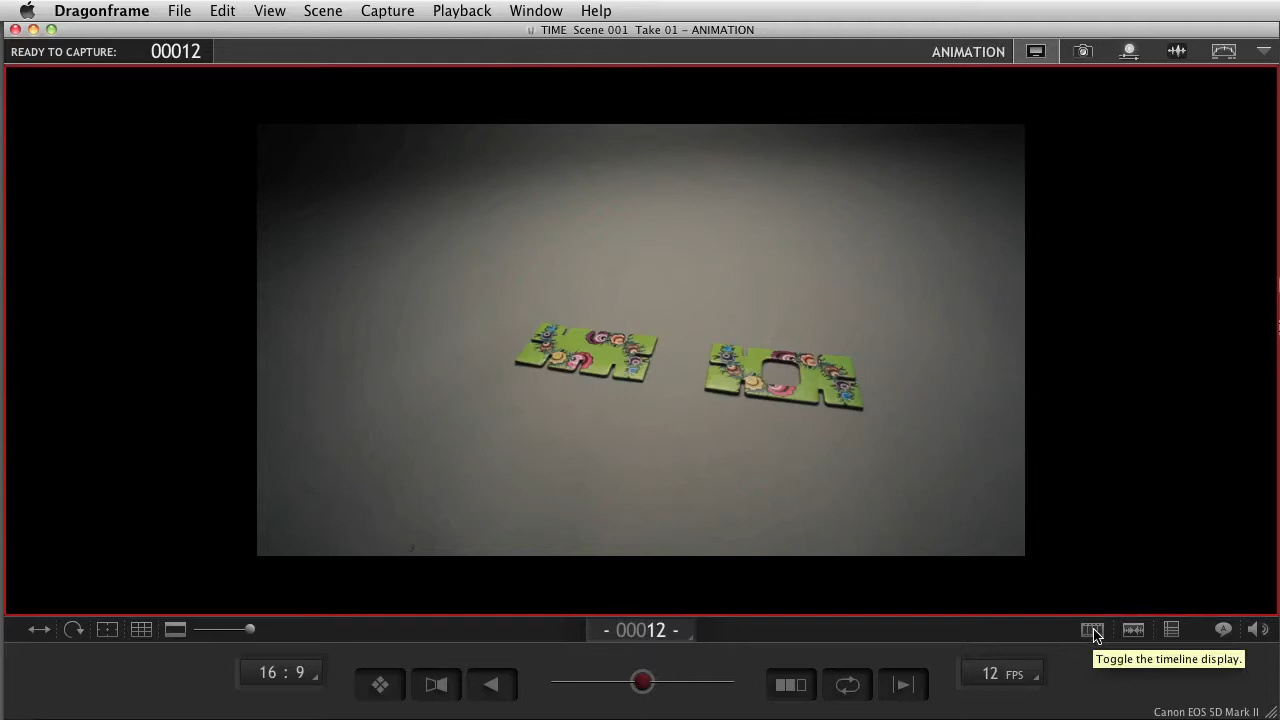 Dragonframe File Edit View Scene Capture Playback Window Help
TIME Scene 001 Take 01 – ANIMATION
READY TO CAPTURE: 00012 ANIMATION
- 00012 -
Toggle the timeline display.
16 : 9 12 FPS
Canon EOS 5D Mark II